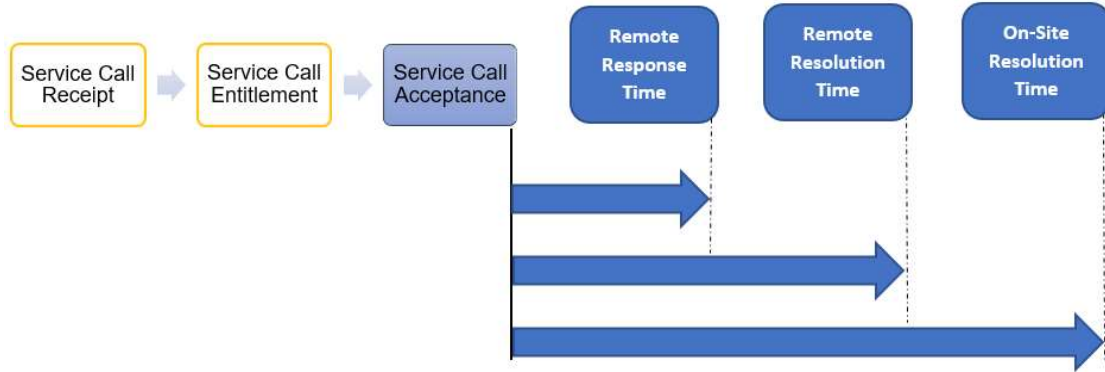 Service Call
Receipt
Service Call
Entitlement
Service Call
Acceptance
Remote
Response
Time
Remote
Resolution
Time
On-Site
Resolution
Time